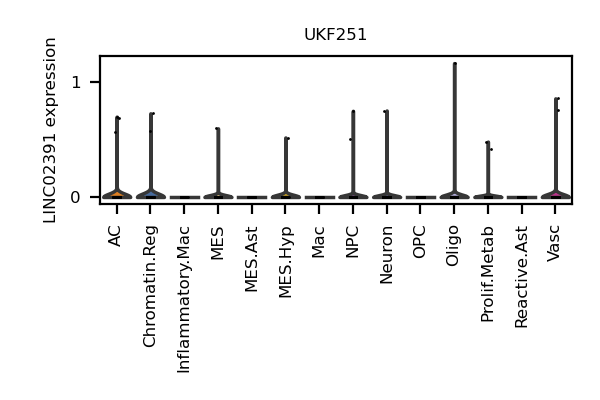 UKF251
LINC02391 expression
1
0
AC
Chromatin.Reg
Inflammatory.Mac
MES
MES.Ast
MES.Hyp
Mac
NPC
Neuron
OPC
Oligo
Prolif.Metab
Reactive.Ast
Vasc